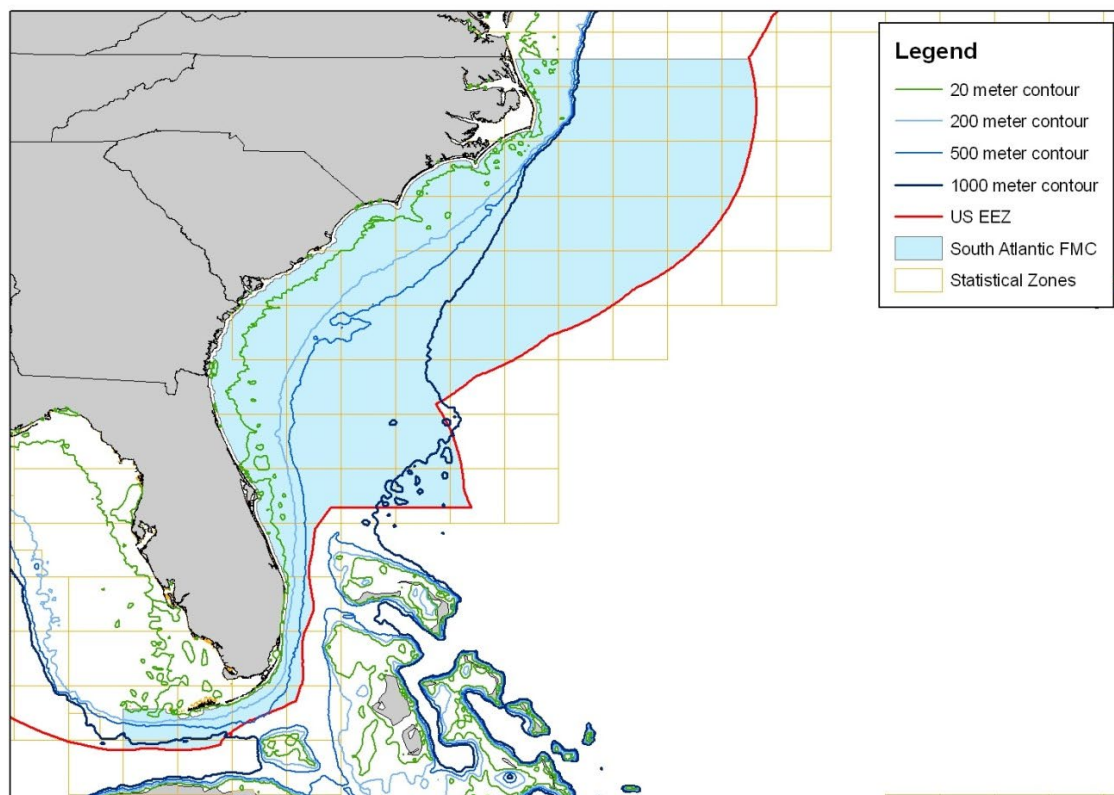 Legend
20 meter contour
200 meter contour
500 meter contour
1000 meter contour
US EEZ
South Atlantic FMC
Statistical Zones